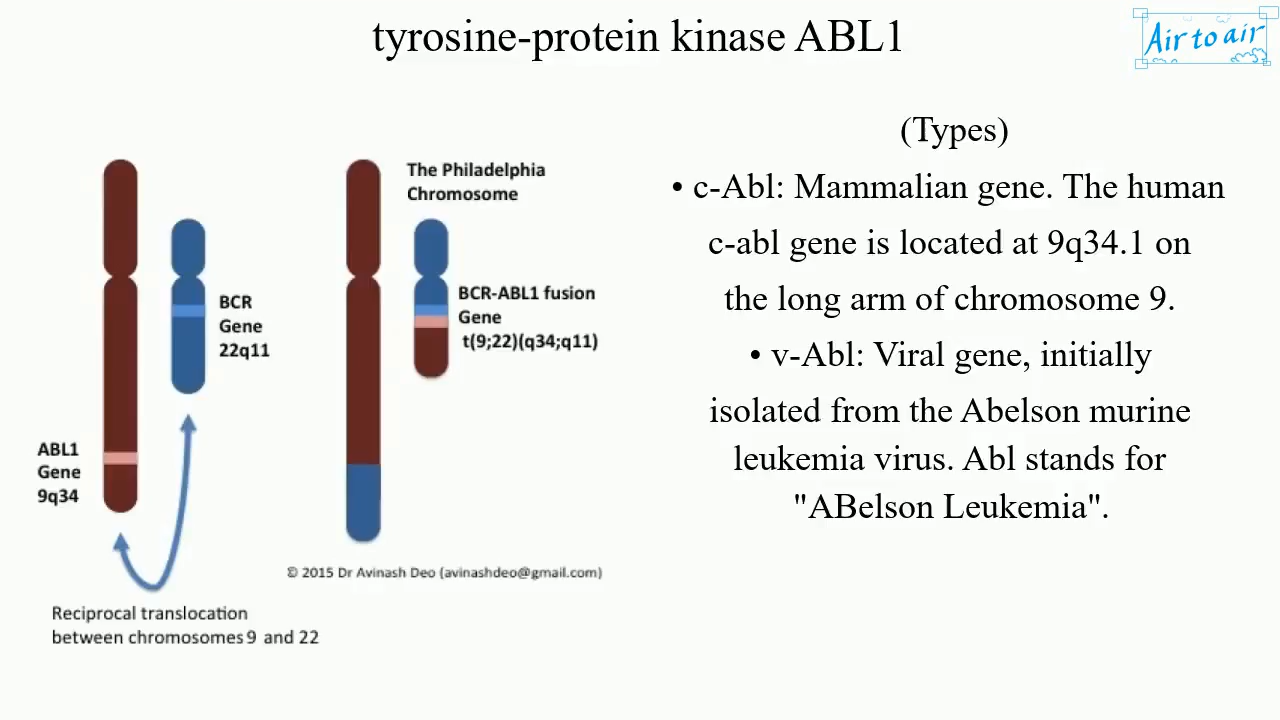 tyrosine-protein kinase ABL1
Air to air
The Philadelphia
Chromosome
BCR
Gene
22q11
BCR-ABL1 fusion
Gene
t(9;22)(q34;q11)
ABL1
Gene
9q34
© 2015 Dr Avinash Deo (avinashdeo@gmail.com)
Reciprocal translocation
between chromosomes 9 and 22
(Types)
• c-Abl: Mammalian gene. The human
c-abl gene is located at 9q34.1 on
the long arm of chromosome 9.
• v-Abl: Viral gene, initially
isolated from the Abelson murine
leukemia virus. Abl stands for
"ABelson Leukemia".